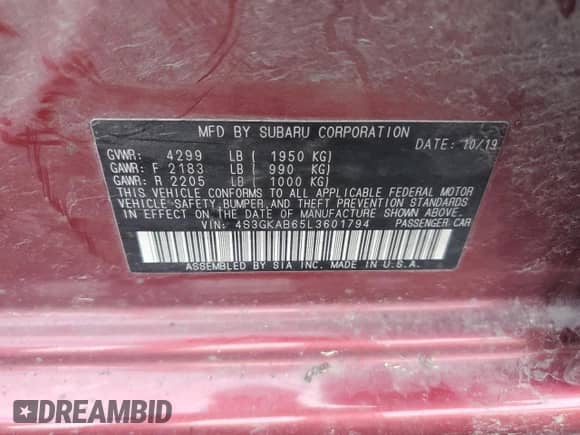 MFD BY SUBARU CORPORATION
DATE: 10/19
GVWR: 4299 LB ( 1950 KG)
GAWR: F 2183 LB ( 990 KG)
GAWR: R 2205 LB ( 1000 KG)
THIS VEHICLE CONFORMS TO ALL APPLICABLE FEDERAL MOTOR
VEHICLE SAFETY,BUMPER,AND THEFT PREVENTION STANDARDS
IN EFFECT ON THE DATE OF MANUFACTURE SHOWN ABOVE.
VIN: 4S3GKAB65L3601794 PASSENGER CAR
ASSEMBLED BY SIA INC. MADE IN U.S.A.
DREAMBID